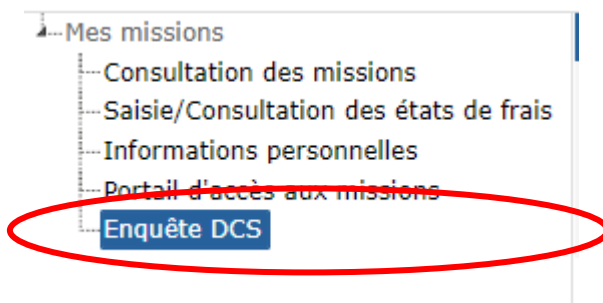 Mes missions
Consultation des missions
Saisie/Consultation des états de frais
Informations personnelles
Portail d'accès aux missions
Enquête DCS